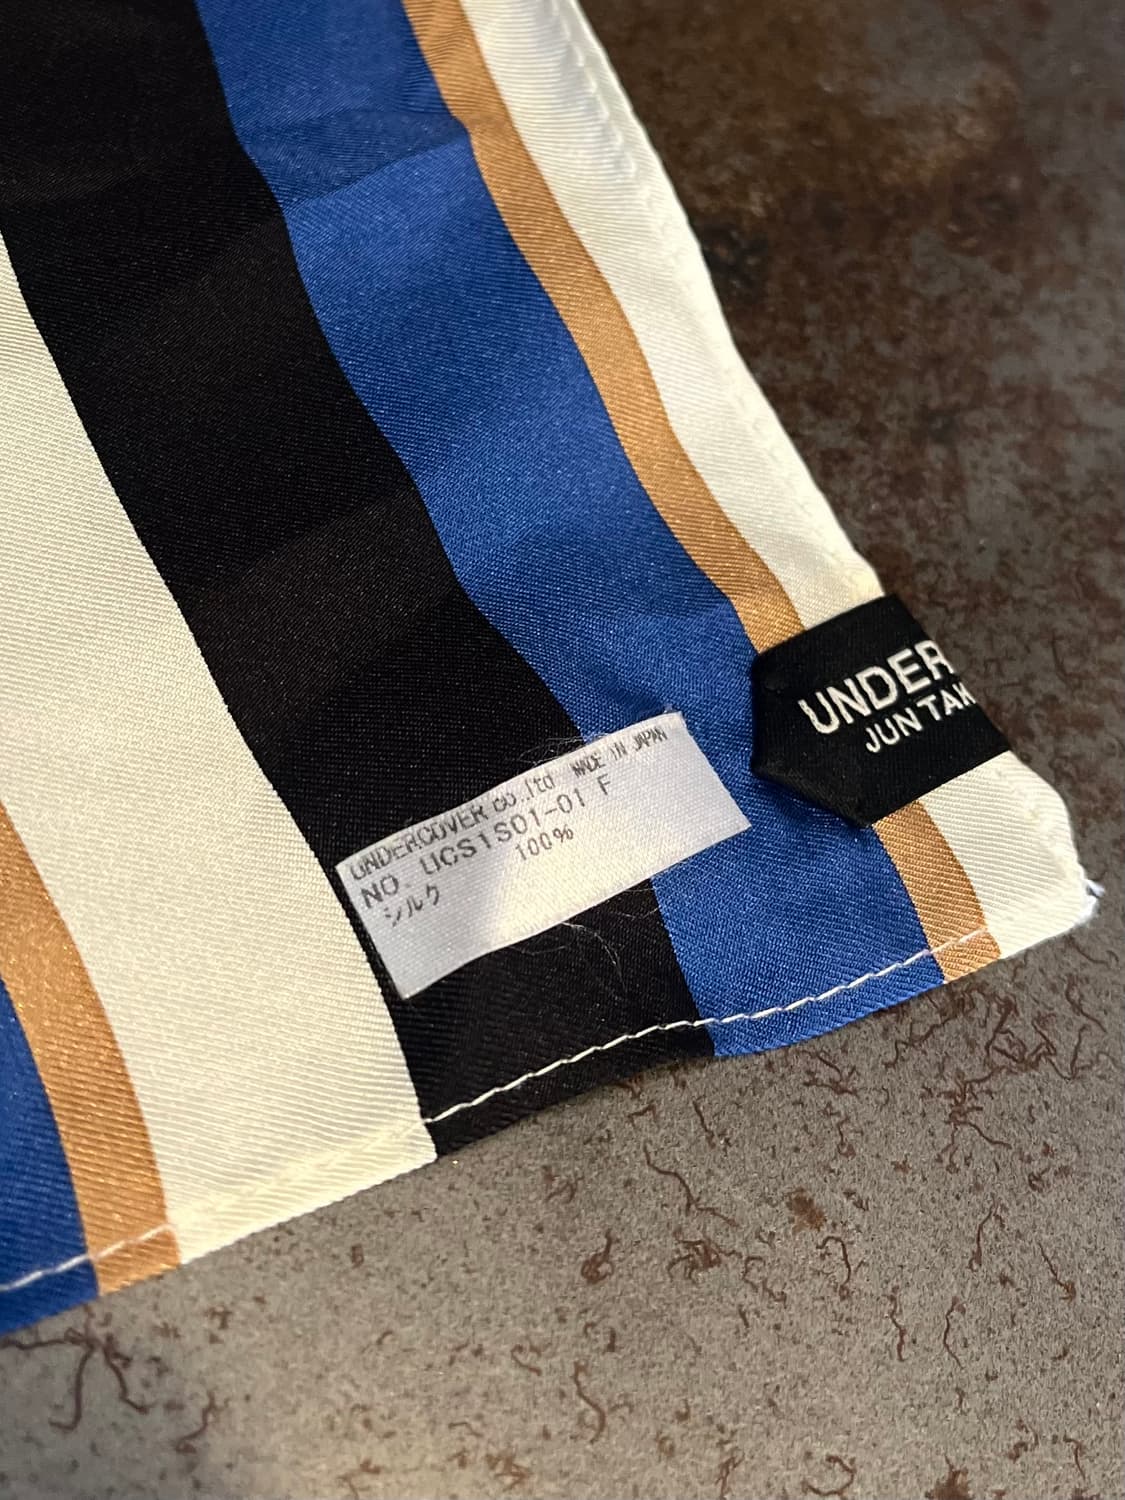 UNDER
JUN TAK
UNDERCOVER co.,ltd MADE IN JAPAN
NO. UCS1S01-01 F
シルク 100%